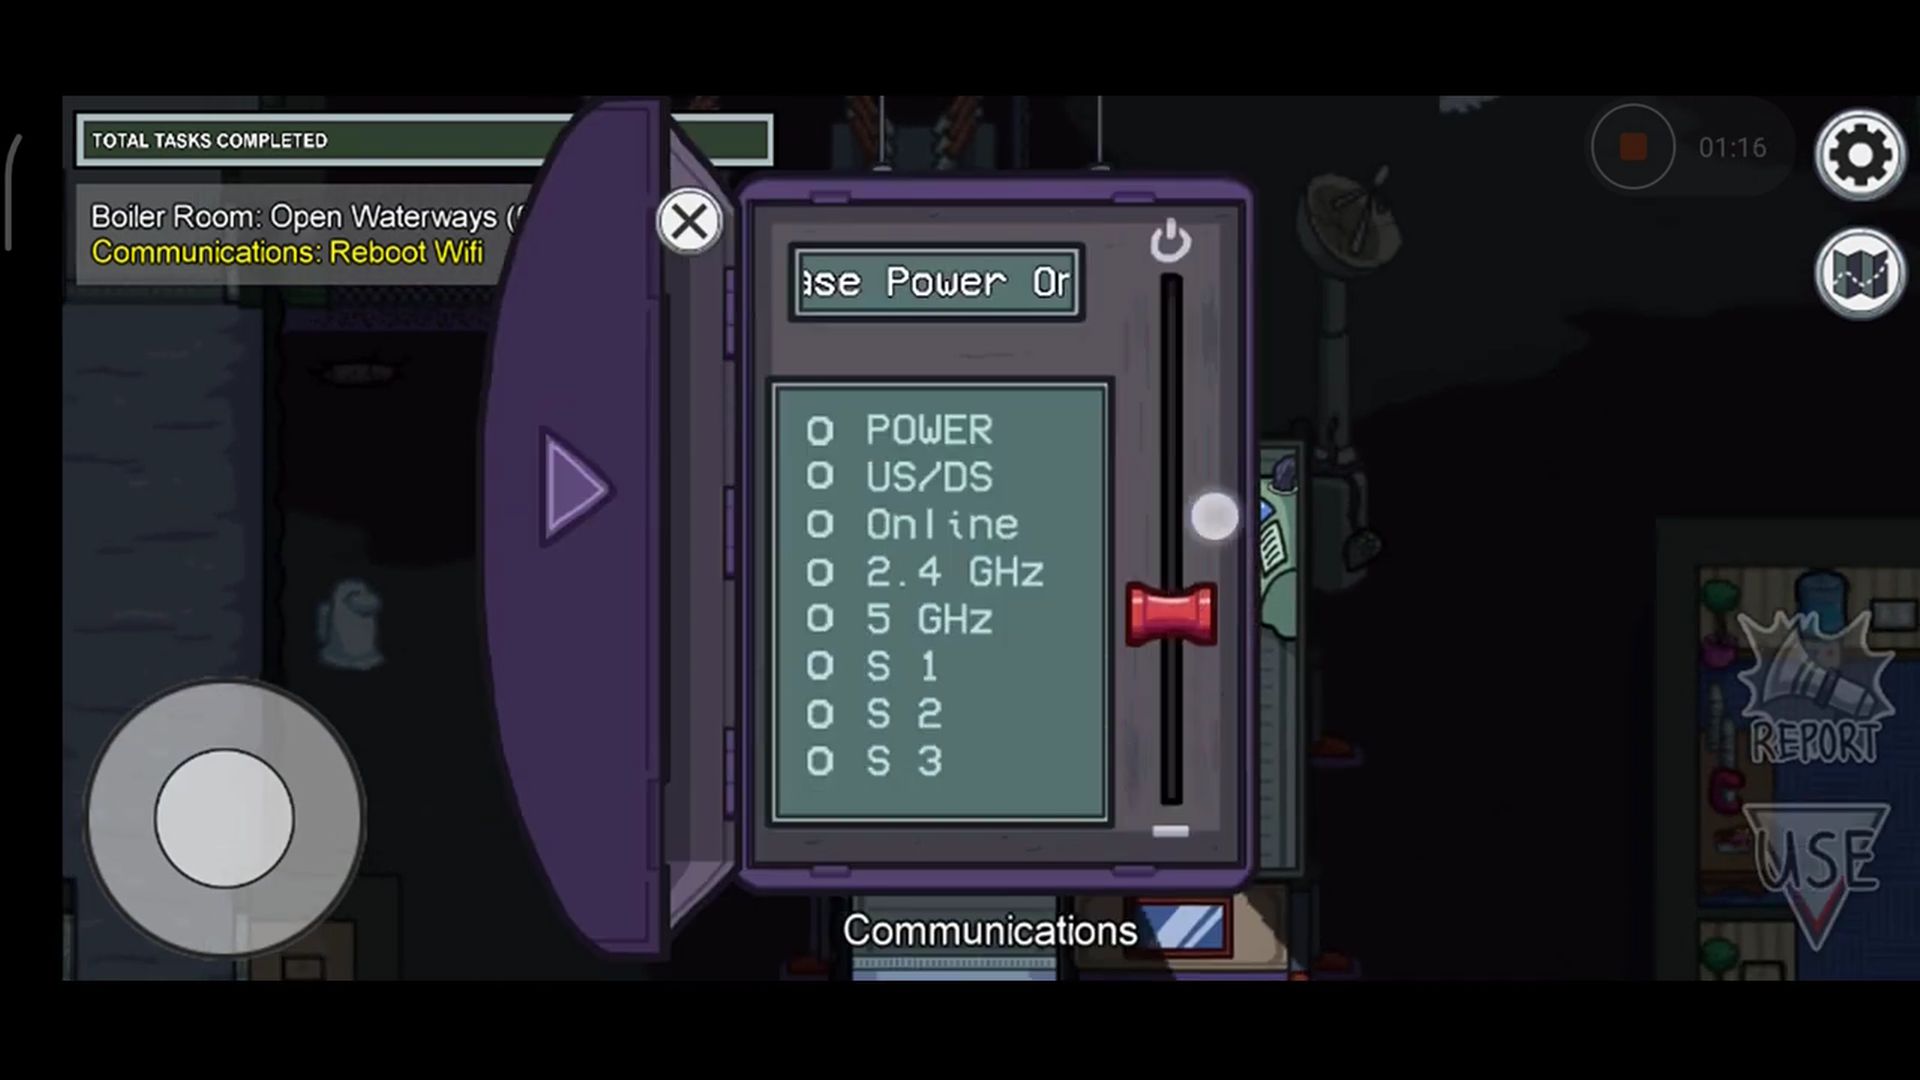 TOTAL TASKS COMPLETED
01:16
Boiler Room: Open Waterways (
Communications: Reboot Wifi
ase Power Or
O POWER
O US/DS
O Online
O 2.4 GHz
O 5 GHz
O S 1
O S 2
O S 3
REPORT
USE
Communications